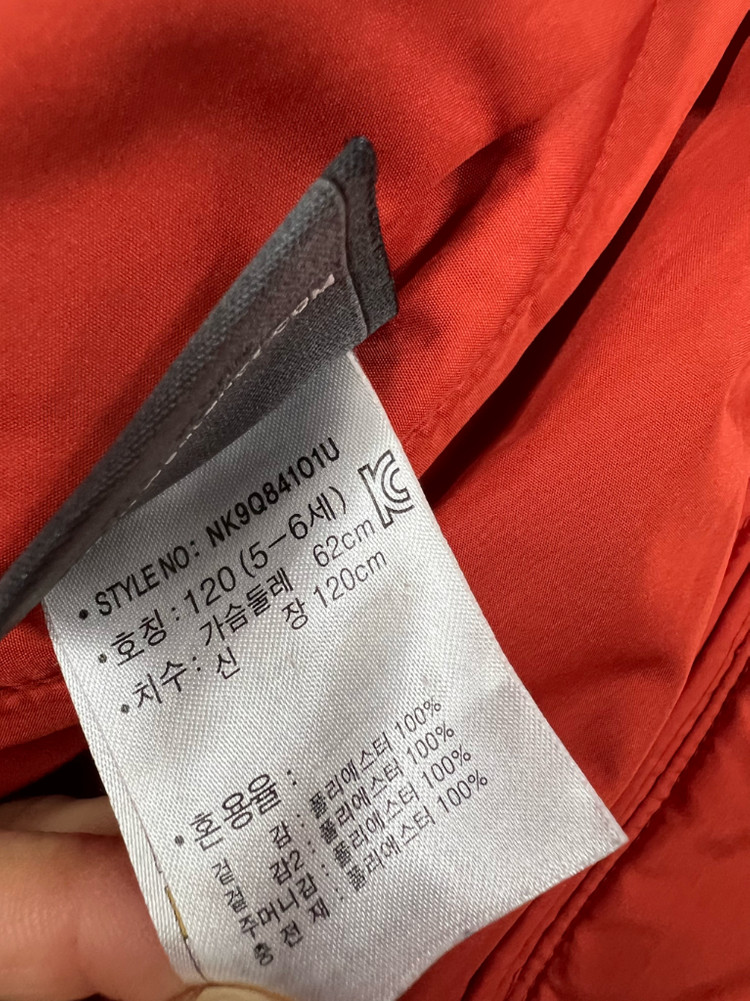 • STYLE NO: NK9Q84101U
• 호칭 : 120 (5-6세)
• 치수 : 가슴둘레 62cm
신 장 120cm
• 혼용율 :
겉 감 : 폴리에스터 100%
겉 감2 : 폴리에스터 100%
주머니감 : 폴리에스터 100%
충 전 재 : 폴리에스터 100%